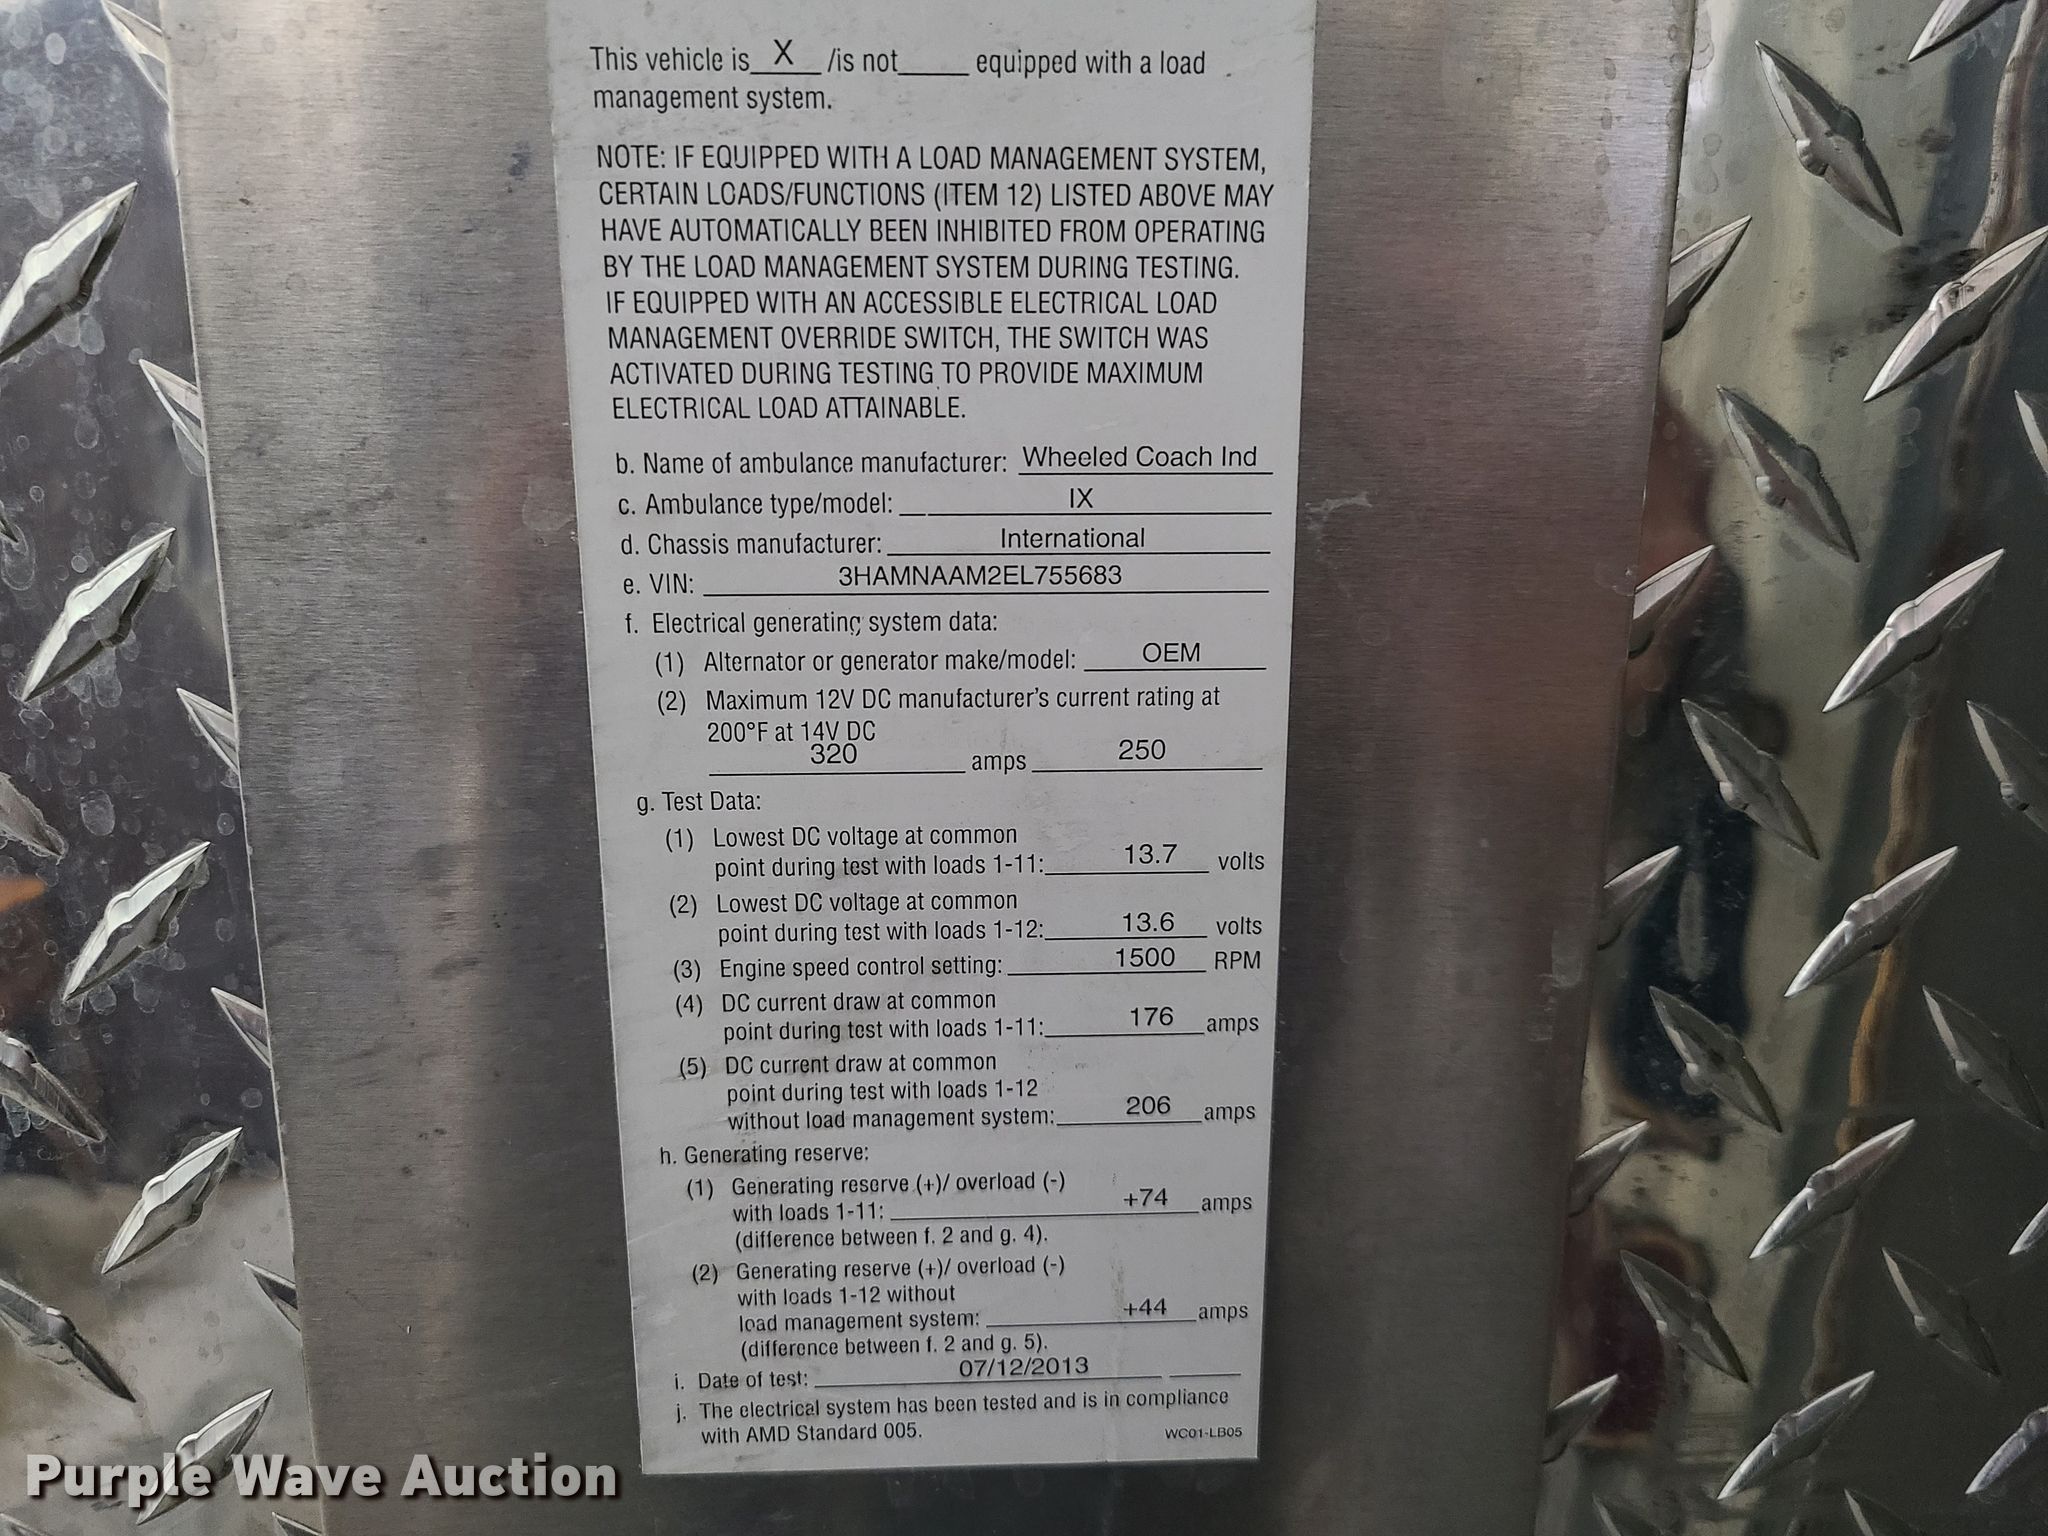 This vehicle is X /is not____ equipped with a load
management system.
NOTE: IF EQUIPPED WITH A LOAD MANAGEMENT SYSTEM,
CERTAIN LOADS/FUNCTIONS (ITEM 12) LISTED ABOVE MAY
HAVE AUTOMATICALLY BEEN INHIBITED FROM OPERATING
BY THE LOAD MANAGEMENT SYSTEM DURING TESTING.
IF EQUIPPED WITH AN ACCESSIBLE ELECTRICAL LOAD
MANAGEMENT OVERRIDE SWITCH, THE SWITCH WAS
ACTIVATED DURING TESTING TO PROVIDE MAXIMUM
ELECTRICAL LOAD ATTAINABLE.
b. Name of ambulance manufacturer: Wheeled Coach Ind
c. Ambulance type/model: IX
d. Chassis manufacturer: International
e. VIN: 3HAMNAAM2EL755683
f. Electrical generating system data:
(1) Alternator or generator make/model: OEM
(2) Maximum 12V DC manufacturer's current rating at
200°F at 14V DC
320 amps 250
g. Test Data:
(1) Lowest DC voltage at common
point during test with loads 1-11: 13.7 volts
(2) Lowest DC voltage at common
point during test with loads 1-12: 13.6 volts
(3) Engine speed control setting: 1500 RPM
(4) DC current draw at common
point during test with loads 1-11: 176 amps
(5) DC current draw at common
point during test with loads 1-12
without load management system: 206 amps
h. Generating reserve:
(1) Generating reserve (+)/ overload (-)
with loads 1-11: +74 amps
(difference between f. 2 and g. 4).
(2) Generating reserve (+)/ overload (-)
with loads 1-12 without
load management system: +44 amps
(difference between f. 2 and g. 5).
i. Date of test: 07/12/2013
j. The electrical system has been tested and is in compliance
with AMD Standard 005.
WC01-LB05
Purple Wave Auction